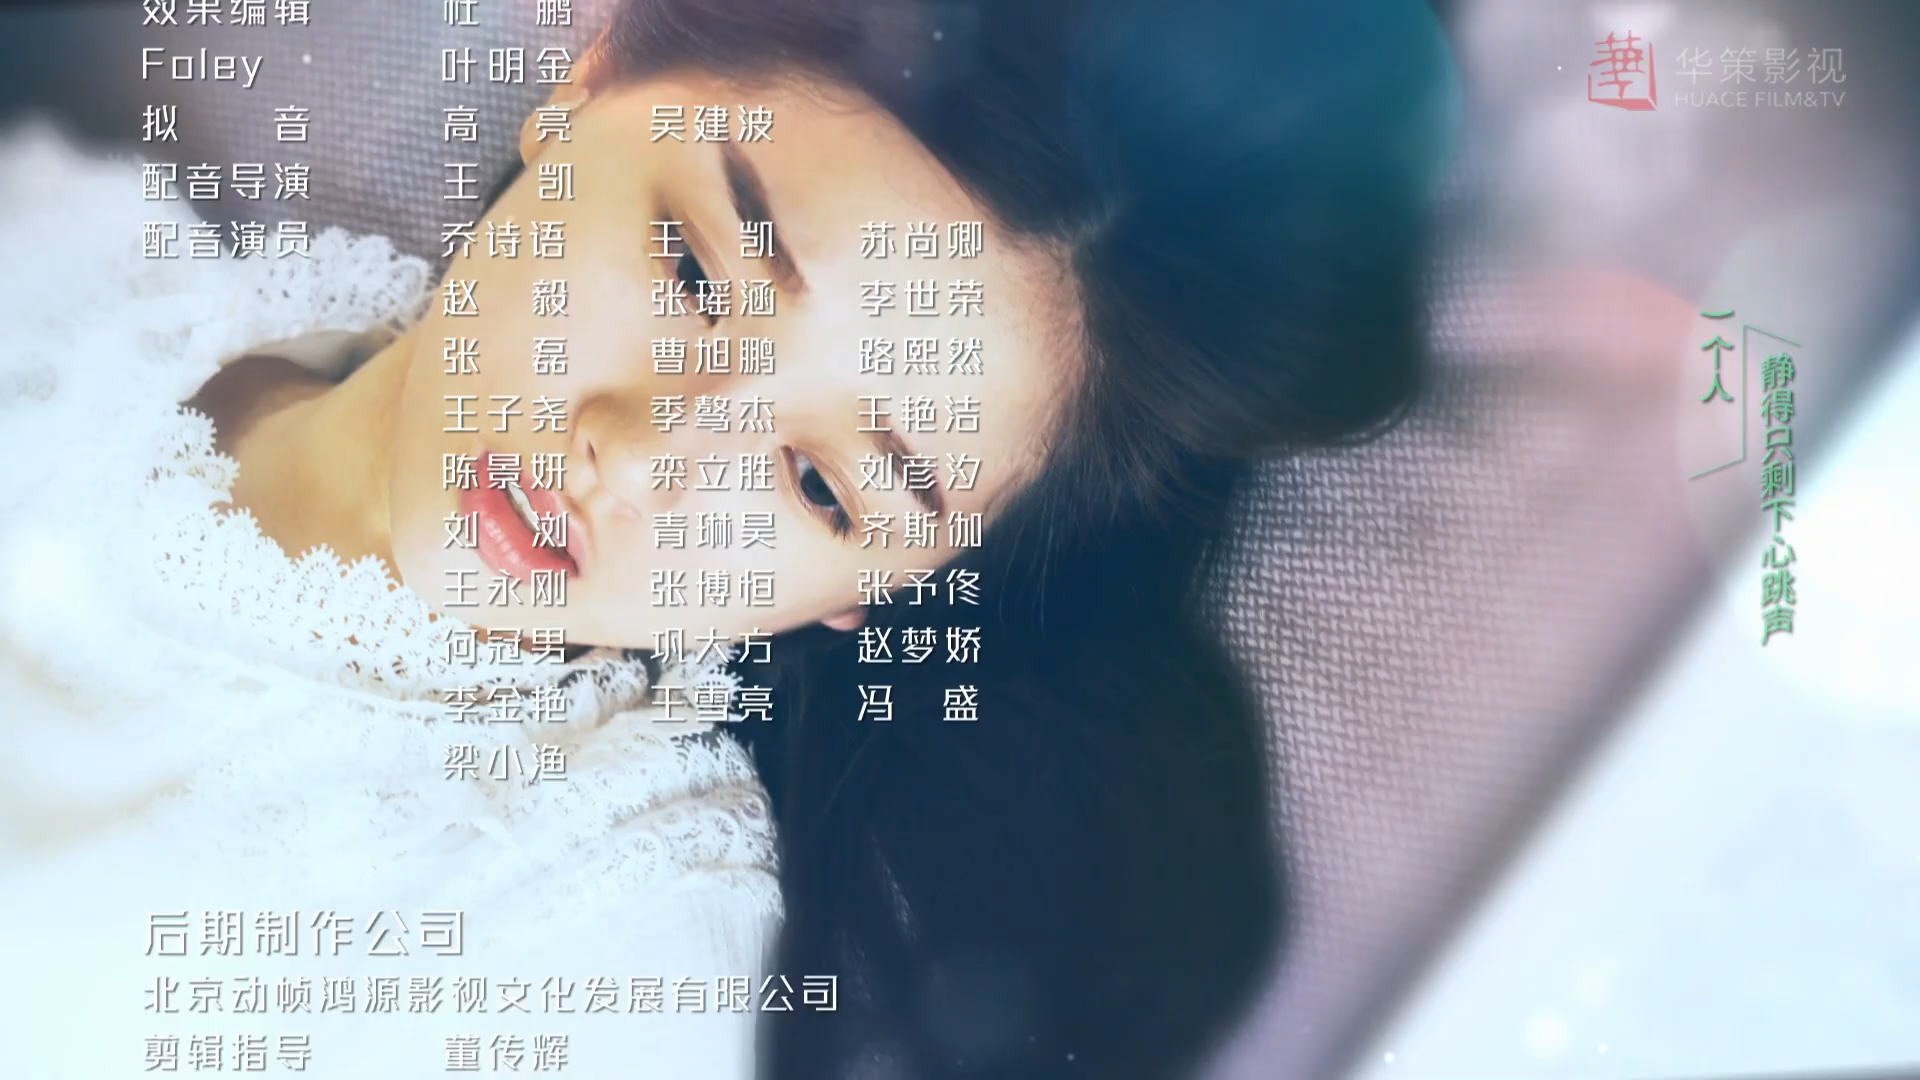 效果编辑 杜 鹏
Foley 叶明金
拟 音 高 亮 吴建波
配音导演 王 凯
配音演员 乔诗语 王 凯 苏尚卿
赵 毅 张瑶涵 李世荣
张 磊 曹旭鹏 路熙然
王子尧 季骜杰 王艳洁
陈景妍 栾立胜 刘彦汐
刘 浏 青琳昊 齐斯伽
王永刚 张博恒 张予佟
何冠男 巩大方 赵梦娇
李金艳 王雪亮 冯 盛
梁小渔
后期制作公司
北京动帧鸿源影视文化发展有限公司
剪辑指导 董传辉
華 华策影视
HUACE FILM&TV
一个人
静得只剩下心跳声